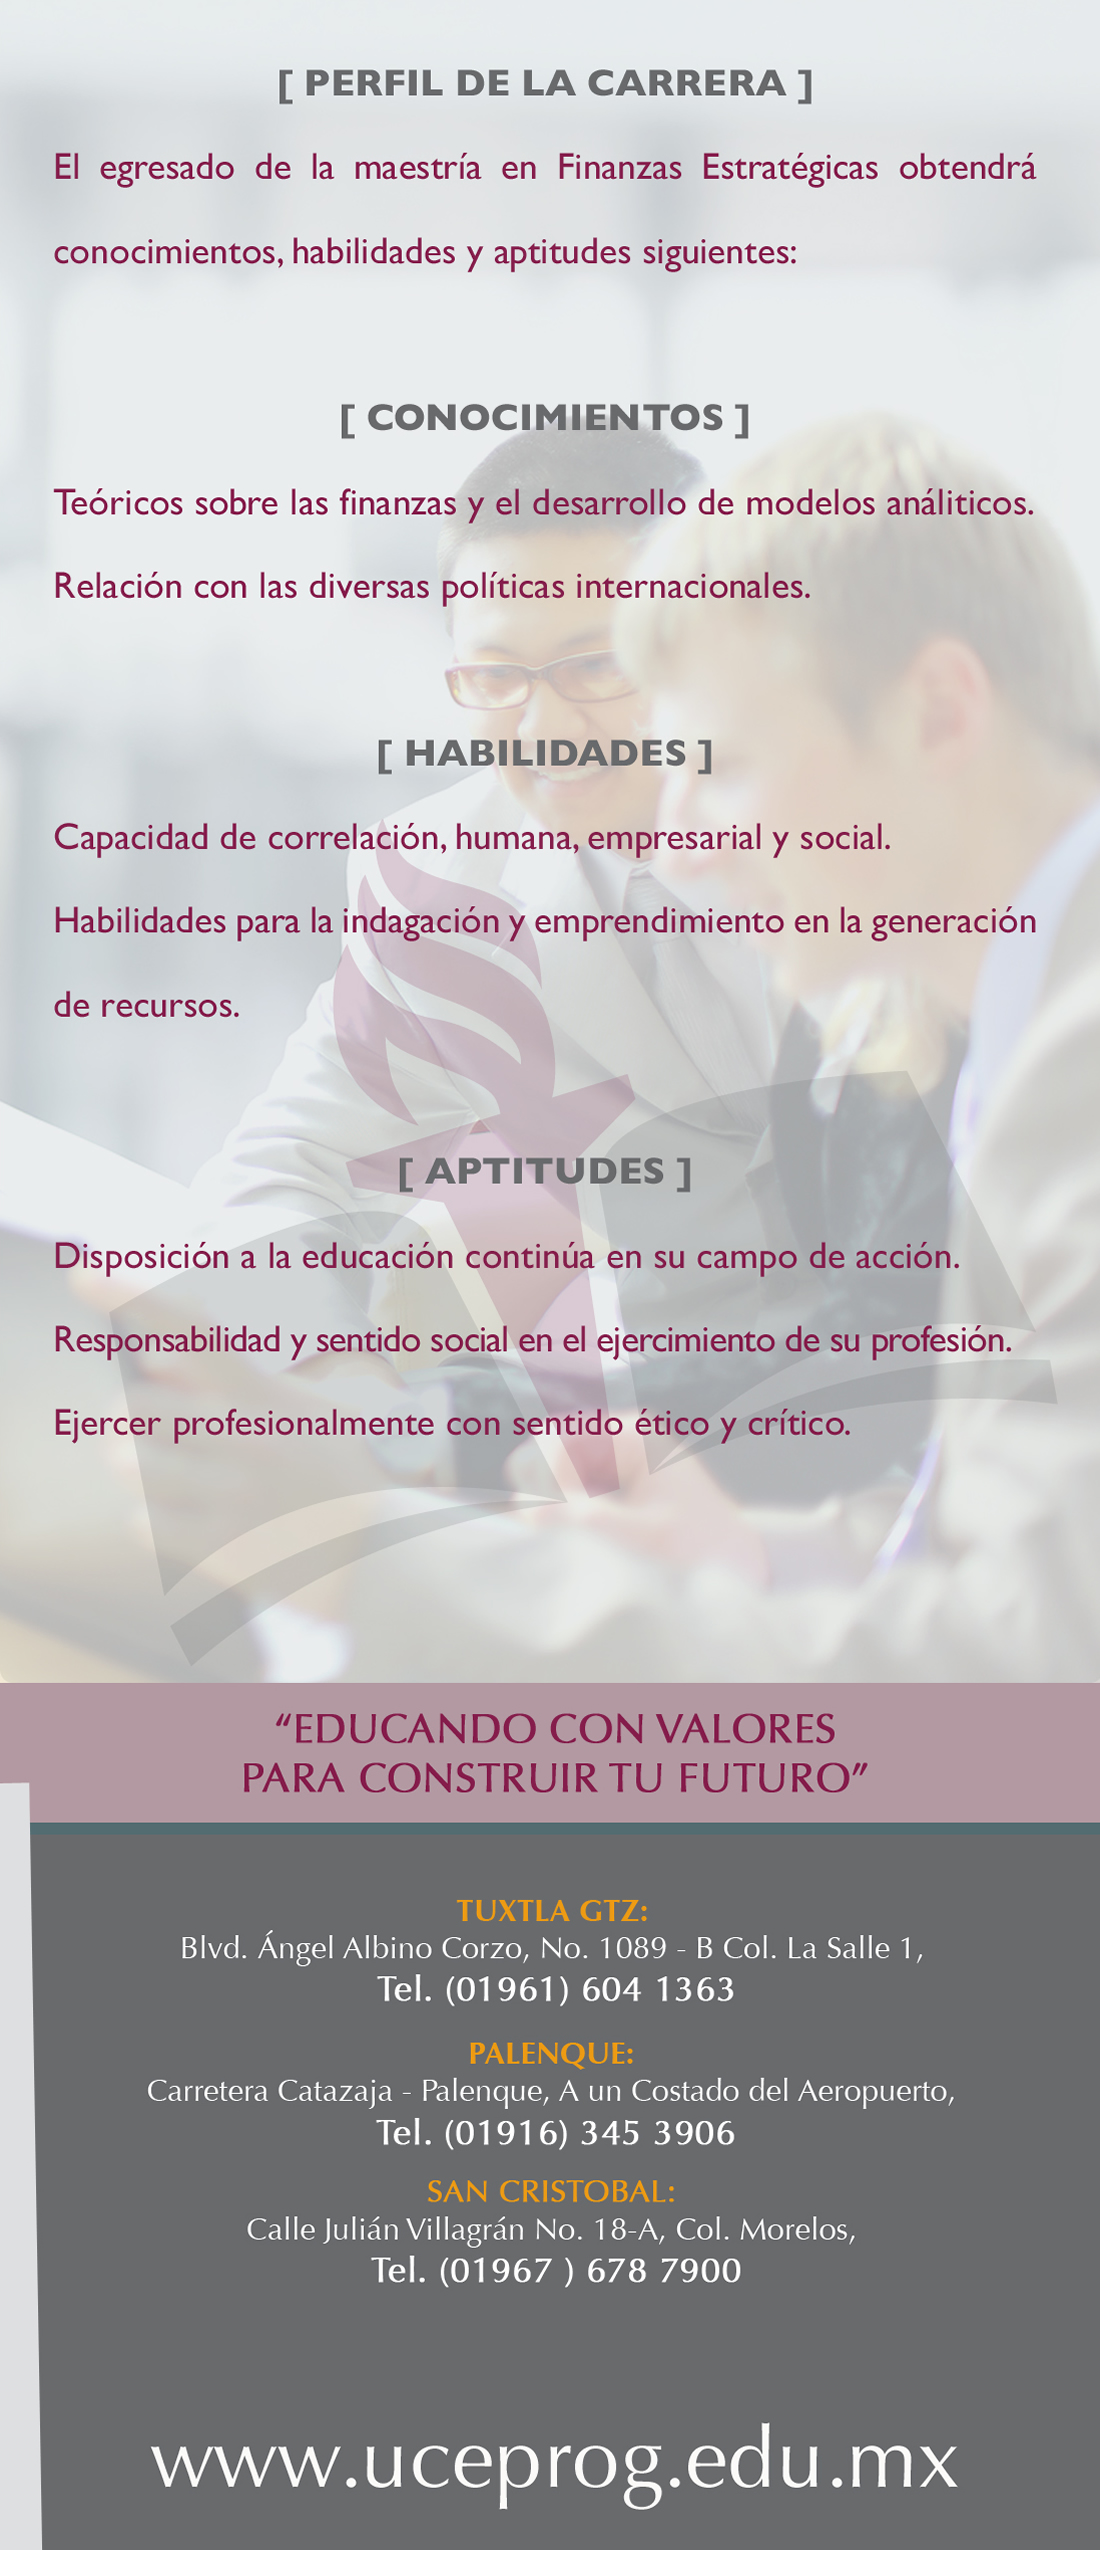 [ PERFIL DE LA CARRERA ]
El egresado de la maestría en Finanzas Estratégicas obtendrá
conocimientos, habilidades y aptitudes siguientes:
[ CONOCIMIENTOS ]
Teóricos sobre las finanzas y el desarrollo de modelos análiticos.
Relación con las diversas políticas internacionales.
[ HABILIDADES ]
Capacidad de correlación, humana, empresarial y social.
Habilidades para la indagación y emprendimiento en la generación
de recursos.
[ APTITUDES ]
Disposición a la educación continúa en su campo de acción.
Responsabilidad y sentido social en el ejercimiento de su profesión.
Ejercer profesionalmente con sentido ético y crítico.
“EDUCANDO CON VALORES
PARA CONSTRUIR TU FUTURO”
TUXTLA GTZ:
Blvd. Ángel Albino Corzo, No. 1089 - B Col. La Salle 1,
Tel. (01961) 604 1363
PALENQUE:
Carretera Catazaja - Palenque, A un Costado del Aeropuerto,
Tel. (01916) 345 3906
SAN CRISTOBAL:
Calle Julián Villagrán No. 18-A, Col. Morelos,
Tel. (01967 ) 678 7900
www.uceprog.edu.mx